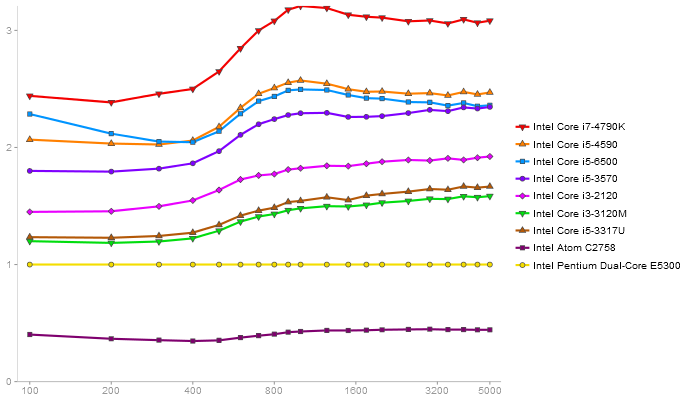 3
2
1
0
100
200
400
800
1600
3200
5000
Intel Core i7-4790K
Intel Core i5-4590
Intel Core i5-6500
Intel Core i5-3570
Intel Core i3-2120
Intel Core i3-3120M
Intel Core i5-3317U
Intel Atom C2758
Intel Pentium Dual-Core E5300